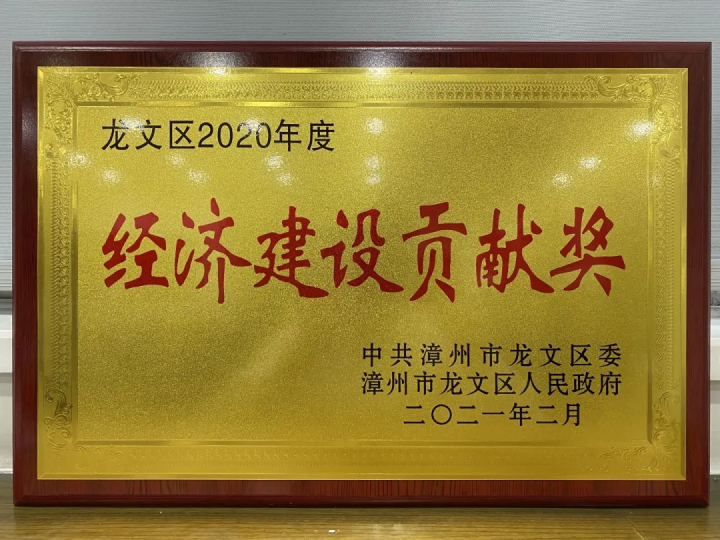 龙文区2020年度
经济建设贡献奖
中共漳州市龙文区委
漳州市龙文区人民政府
二〇二一年二月